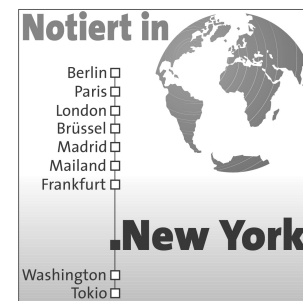 Notiert in
Berlin
Paris
London
Brüssel
Madrid
Mailand
Frankfurt
.New York
Washington
Tokio